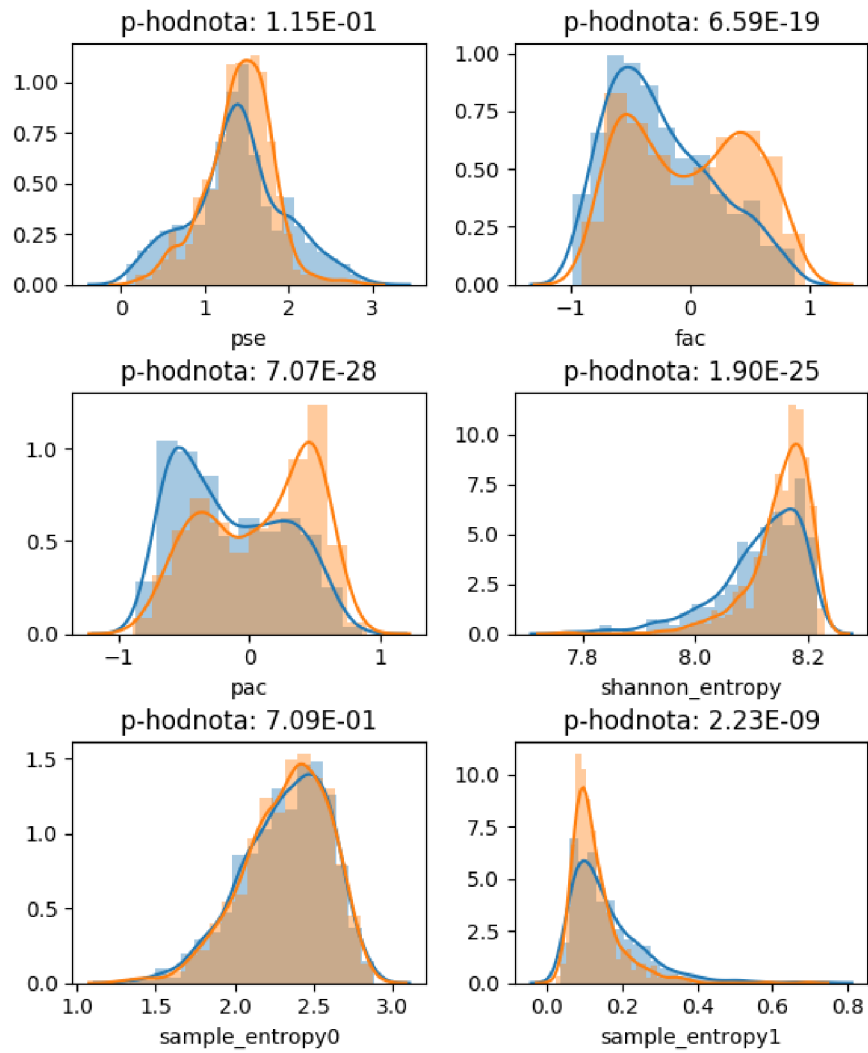 p-hodnota: 1.15E-01
1.00
0.75
0.50
0.25
0.00
0 1 2 3
pse
p-hodnota: 6.59E-19
1.00
0.75
0.50
0.25
0.00
−1 0 1
fac
p-hodnota: 7.07E-28
1.0
0.5
0.0
−1 0 1
pac
p-hodnota: 1.90E-25
10.0
7.5
5.0
2.5
0.0
7.8 8.0 8.2
shannon_entropy
p-hodnota: 7.09E-01
1.5
1.0
0.5
0.0
1.0 1.5 2.0 2.5 3.0
sample_entropy0
p-hodnota: 2.23E-09
10.0
7.5
5.0
2.5
0.0
0.0 0.2 0.4 0.6 0.8
sample_entropy1